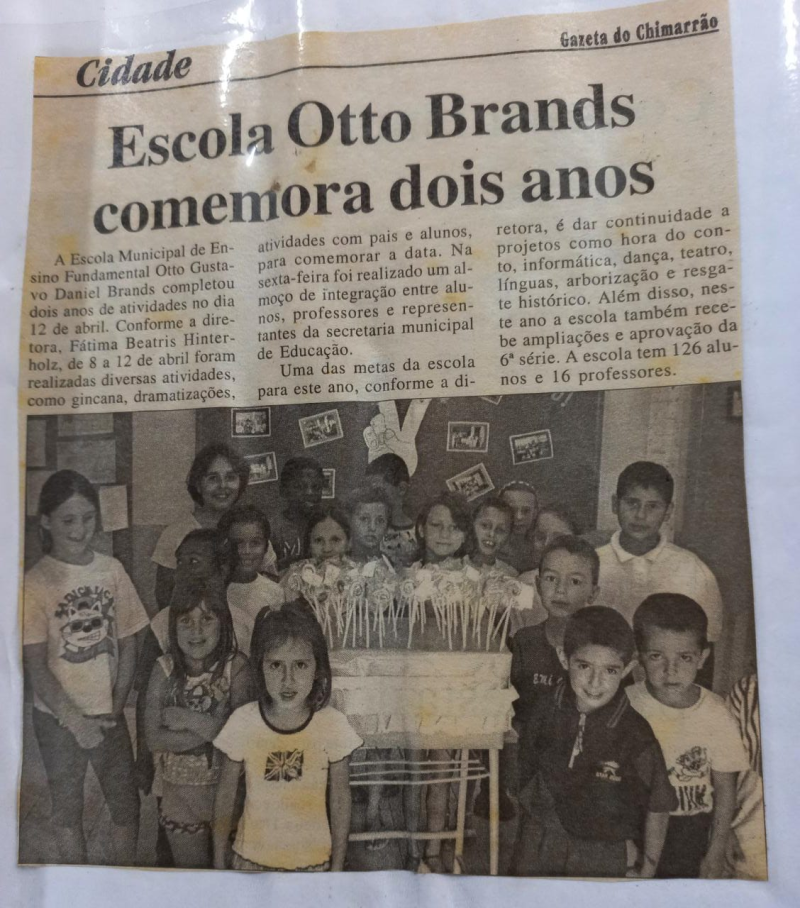 Cidade
Gazeta do Chimarrão
Escola Otto Brands
comemora dois anos
A Escola Municipal de En-
sino Fundamental Otto Gusta-
vo Daniel Brands completou
dois anos de atividades no dia
12 de abril. Conforme a dire-
tora, Fátima Beatris Hinter-
holz, de 8 a 12 de abril foram
realizadas diversas atividades,
como gincana, dramatizações,
atividades com pais e alunos,
para comemorar a data. Na
sexta-feira foi realizado um al-
moço de integração entre alu-
nos, professores e represen-
tantes da secretaria municipal
de Educação.
Uma das metas da escola
para este ano, conforme a di-
retora, é dar continuidade a
projetos como hora do con-
to, informática, dança, teatro,
línguas, arborização e resga-
te histórico. Além disso, nes-
te ano a escola também rece-
be ampliações e aprovação da
6ª série. A escola tem 126 alu-
nos e 16 professores.